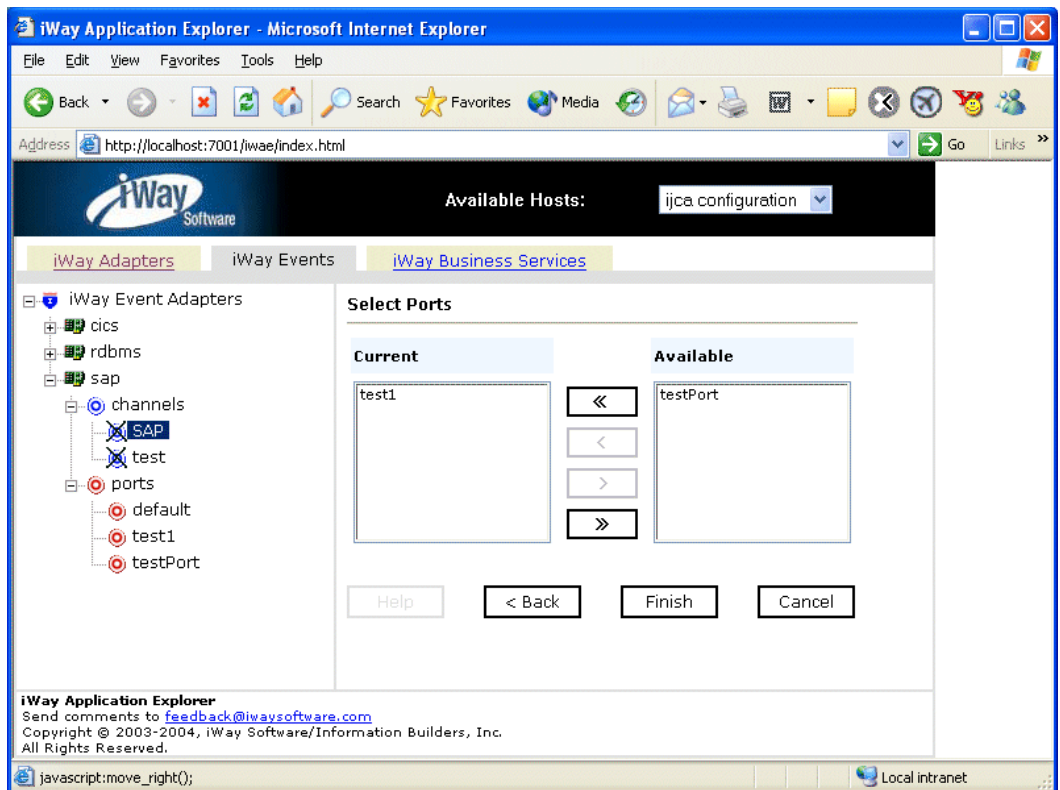 iWay Application Explorer - Microsoft Internet Explorer
File Edit View Favorites Tools Help
Back Search Favorites Media
Address http://localhost:7001/iwae/index.html Go Links »
iWay Software Available Hosts: ijca configuration
iWay Adapters iWay Events iWay Business Services
iWay Event Adapters
cics
rdbms
sap
channels
SAP
test
ports
default
test1
testPort
Select Ports
Current Available
test1 testPort
«
<
>
»
Help < Back Finish Cancel
iWay Application Explorer
Send comments to feedback@iwaysoftware.com
Copyright © 2003-2004, iWay Software/Information Builders, Inc.
All Rights Reserved.
javascript:move_right(); Local intranet